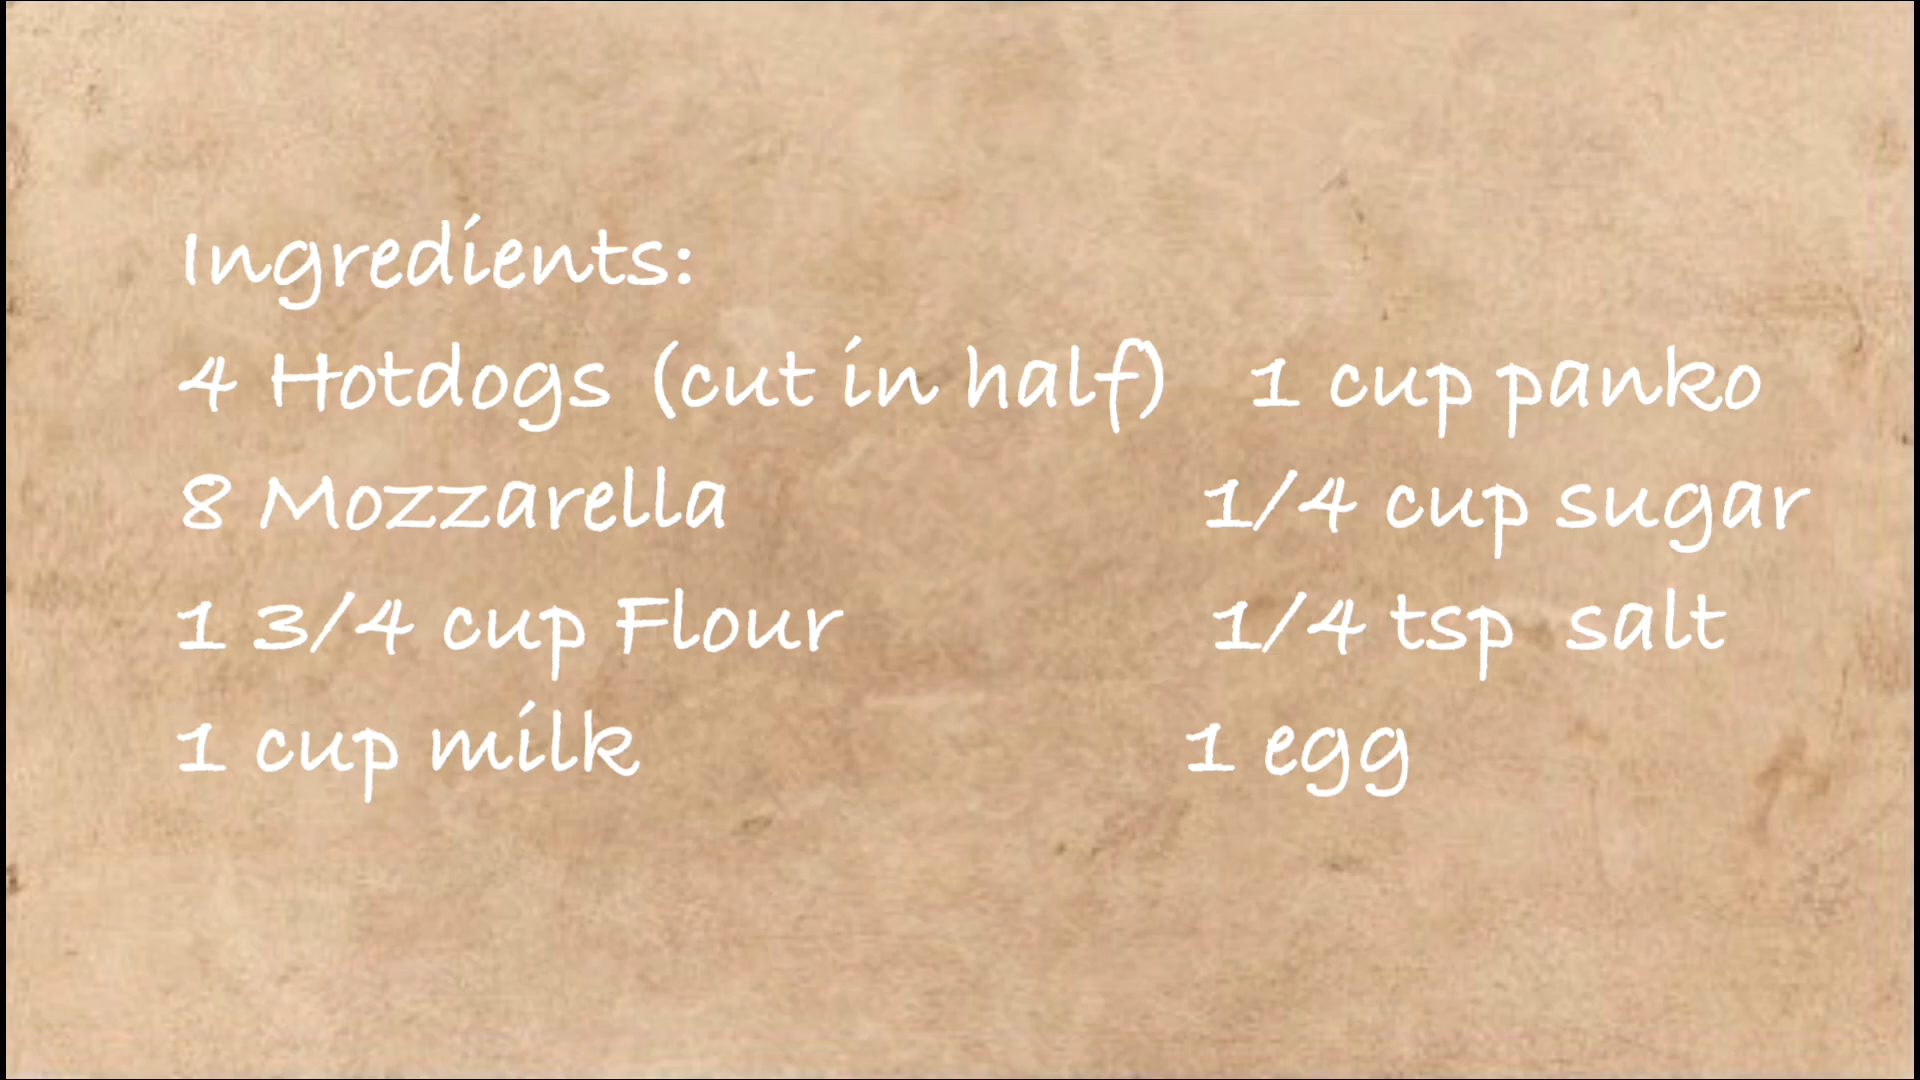 Ingredients:
4 Hotdogs (cut in half) 1 cup panko
8 Mozzarella 1/4 cup sugar
1 3/4 cup Flour 1/4 tsp salt
1 cup milk 1 egg